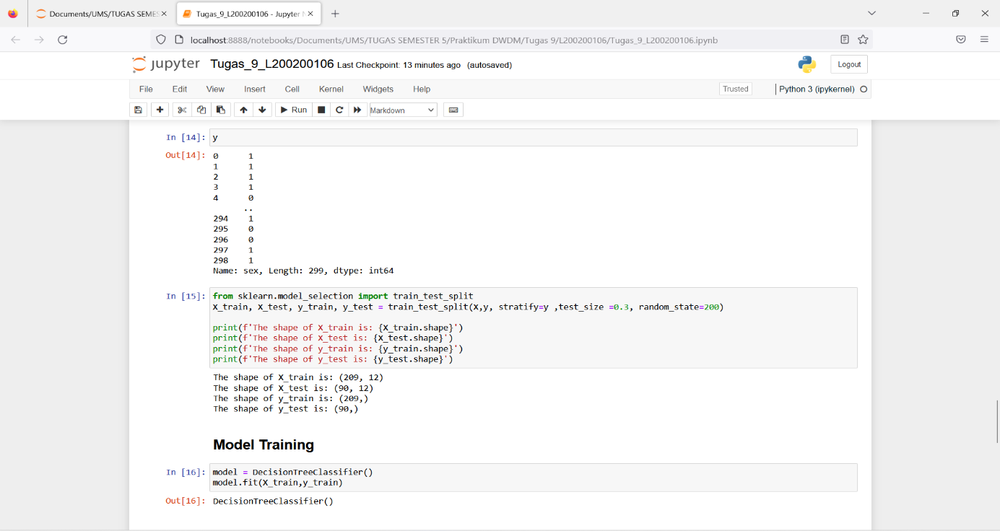 Documents/UMS/TUGAS SEMES
Tugas_9_L200200106 - Jupyter N
localhost:8888/notebooks/Documents/UMS/TUGAS SEMESTER 5/Praktikum DWDM/Tugas 9/L200200106/Tugas_9_L200200106.ipynb
jupyter Tugas_9_L200200106 Last Checkpoint: 13 minutes ago (autosaved)
Logout
File Edit View Insert Cell Kernel Widgets Help
Trusted
Python 3 (ipykernel)
Run
Markdown
In [14]: y
Out[14]: 0 1
1 1
2 1
3 1
4 0
..
294 1
295 0
296 0
297 1
298 1
Name: sex, Length: 299, dtype: int64
In [15]: from sklearn.model_selection import train_test_split
X_train, X_test, y_train, y_test = train_test_split(X,y, stratify=y ,test_size =0.3, random_state=200)
print(f'The shape of X_train is: {X_train.shape}')
print(f'The shape of X_test is: {X_test.shape}')
print(f'The shape of y_train is: {y_train.shape}')
print(f'The shape of y_test is: {y_test.shape}')
The shape of X_train is: (209, 12)
The shape of X_test is: (90, 12)
The shape of y_train is: (209,)
The shape of y_test is: (90,)
Model Training
In [16]: model = DecisionTreeClassifier()
model.fit(X_train,y_train)
Out[16]: DecisionTreeClassifier()